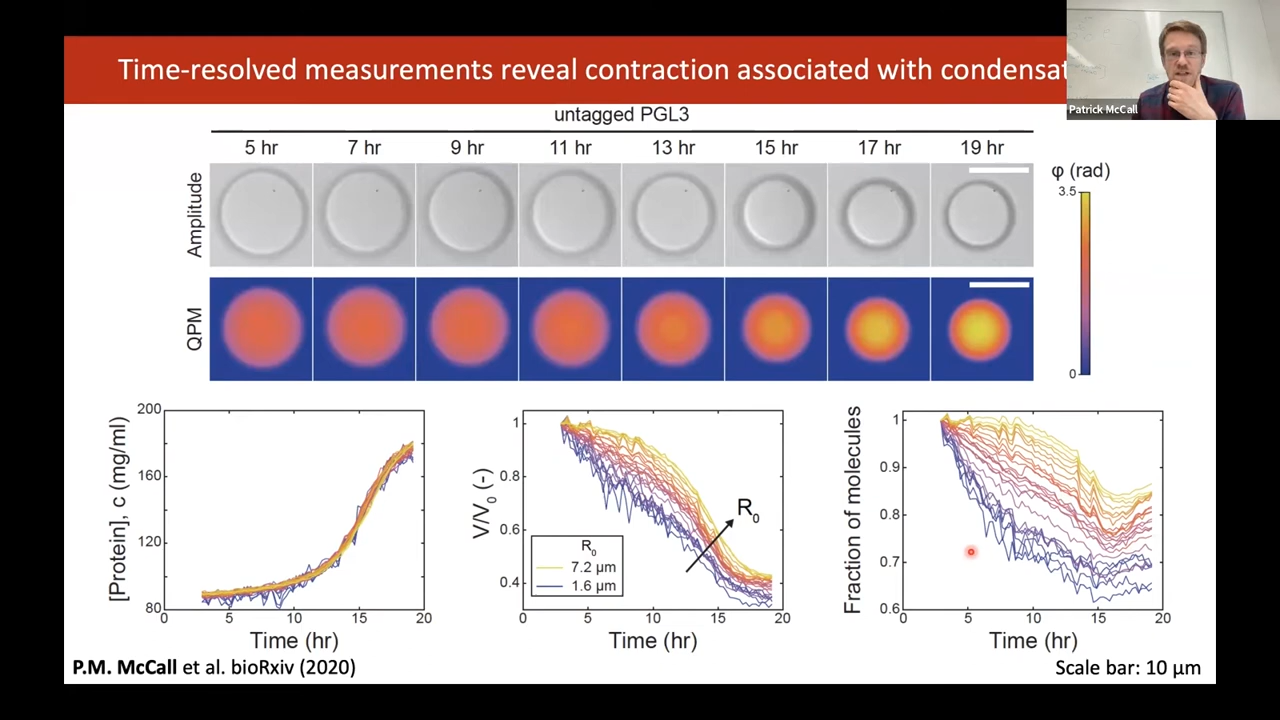 Time-resolved measurements reveal contraction associated with
Patrick McCall
untagged PGL3
5 hr 7 hr 9 hr 11 hr 13 hr 15 hr 17 hr 19 hr
Amplitude
QPM
φ (rad)
3.5
0
[Protein], c (mg/ml)
200
160
120
80
0 5 10 15 20
Time (hr)
V/V0 (-)
1
0.8
0.6
0.4
R0
R0
7.2 μm
1.6 μm
0 5 10 15 20
Time (hr)
Fraction of molecules
1
0.9
0.8
0.7
0.6
0 5 10 15 20
Time (hr)
P.M. McCall et al. bioRxiv (2020)
Scale bar: 10 μm